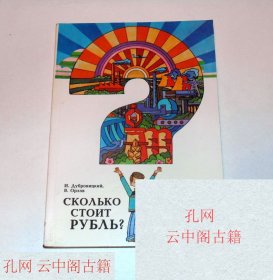 И. Дубровицкий,
В. Орлов
СКОЛЬКО
СТОИТ
РУБЛЬ?
孔网
云中阁古籍
孔网
云中阁古籍